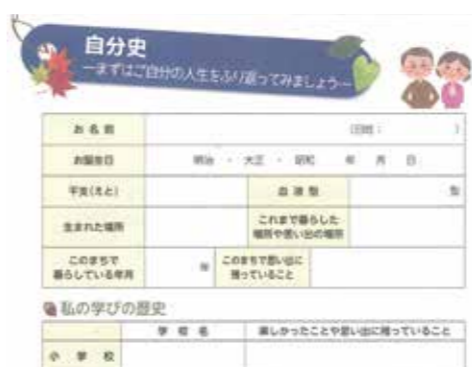 自分史
―まずはご自分の人生をふり返ってみましょう―
お名前 (旧姓： )
お誕生日 明治 ・ 大正 ・ 昭和 年 月 日
干支(えと) 血液型 型
生まれた場所 これまで暮らした
場所や思い出の場所
このまちで
暮らしている年月 年 このまちで思い出に
残っていること
私の学びの歴史
学校名 楽しかったことや思い出に残っていること
小学校